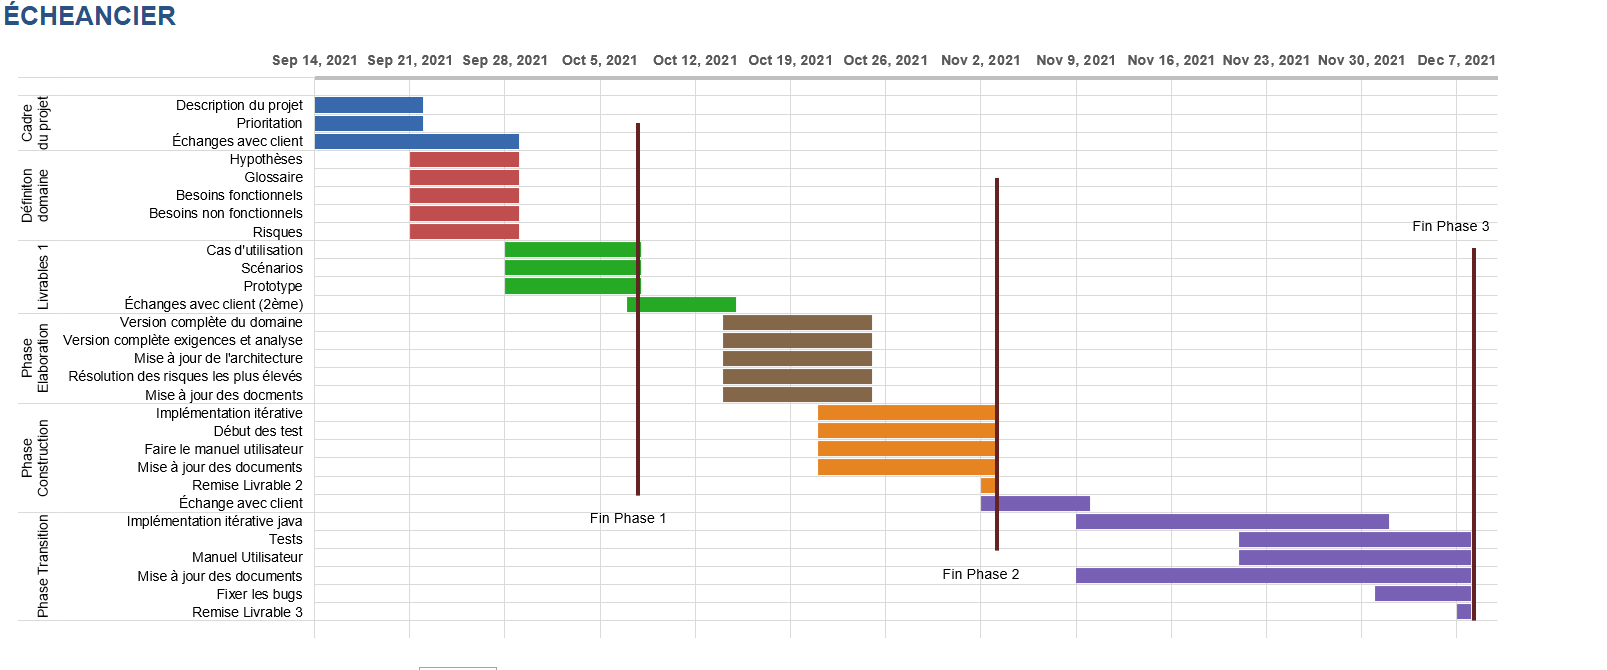 ÉCHEANCIER
Sep 14, 2021 Sep 21, 2021 Sep 28, 2021 Oct 5, 2021 Oct 12, 2021 Oct 19, 2021 Oct 26, 2021 Nov 2, 2021 Nov 9, 2021 Nov 16, 2021 Nov 23, 2021 Nov 30, 2021 Dec 7, 2021
Cadre
du projet
Description du projet
Prioritation
Échanges avec client
Définiton
domaine
Hypothèses
Glossaire
Besoins fonctionnels
Besoins non fonctionnels
Risques
Fin Phase 3
Livrables 1
Cas d'utilisation
Scénarios
Prototype
Échanges avec client (2ème)
Phase
Elaboration
Version complète du domaine
Version complète exigences et analyse
Mise à jour de l'architecture
Résolution des risques les plus élevés
Mise à jour des docments
Phase
Construction
Implémentation itérative
Début des test
Faire le manuel utilisateur
Mise à jour des documents
Remise Livrable 2
Échange avec client
Fin Phase 1
Phase Transition
Implémentation itérative java
Tests
Manuel Utilisateur
Mise à jour des documents
Fin Phase 2
Fixer les bugs
Remise Livrable 3